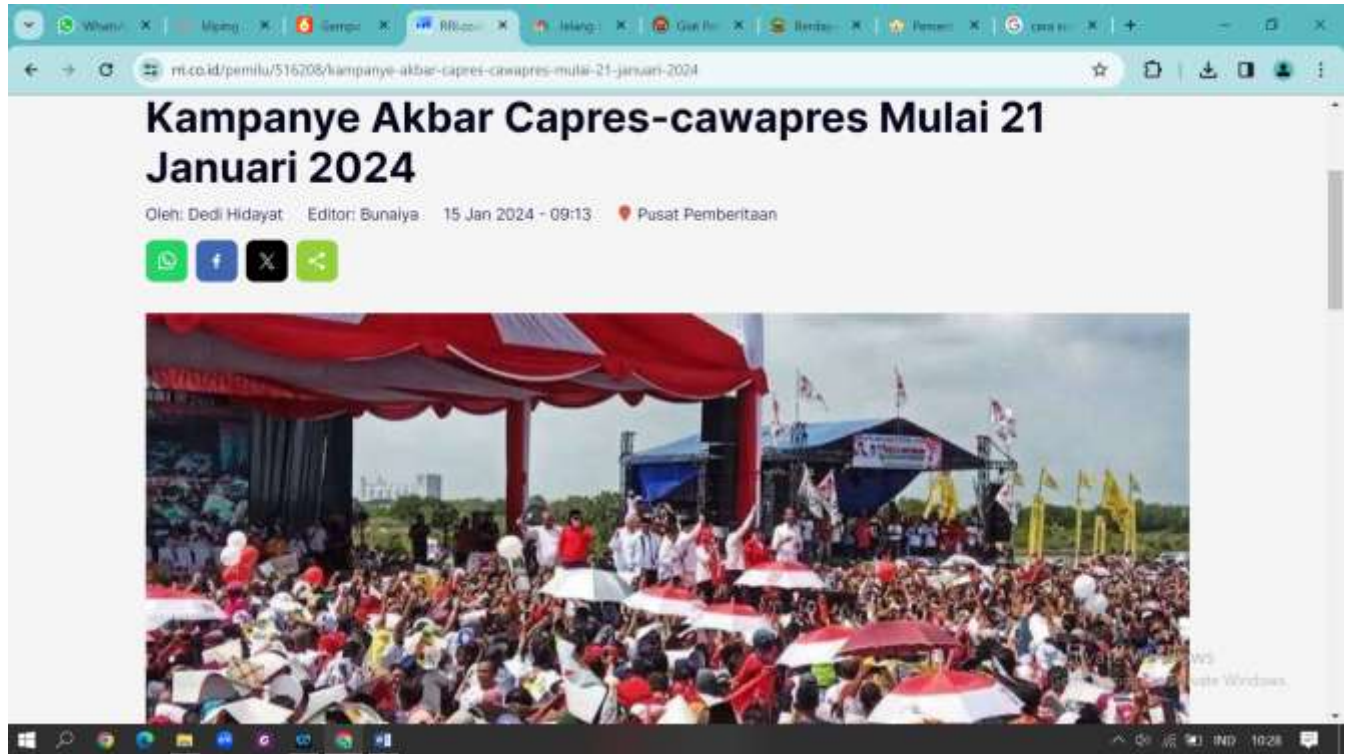 rri.co.id/pemilu/516208/kampanye-akbar-capres-cawapres-mulai-21-januari-2024
Kampanye Akbar Capres-cawapres Mulai 21
Januari 2024
Oleh: Dedi Hidayat Editor: Bunaiya 15 Jan 2024 - 09:13 Pusat Pemberitaan
IND 10:28